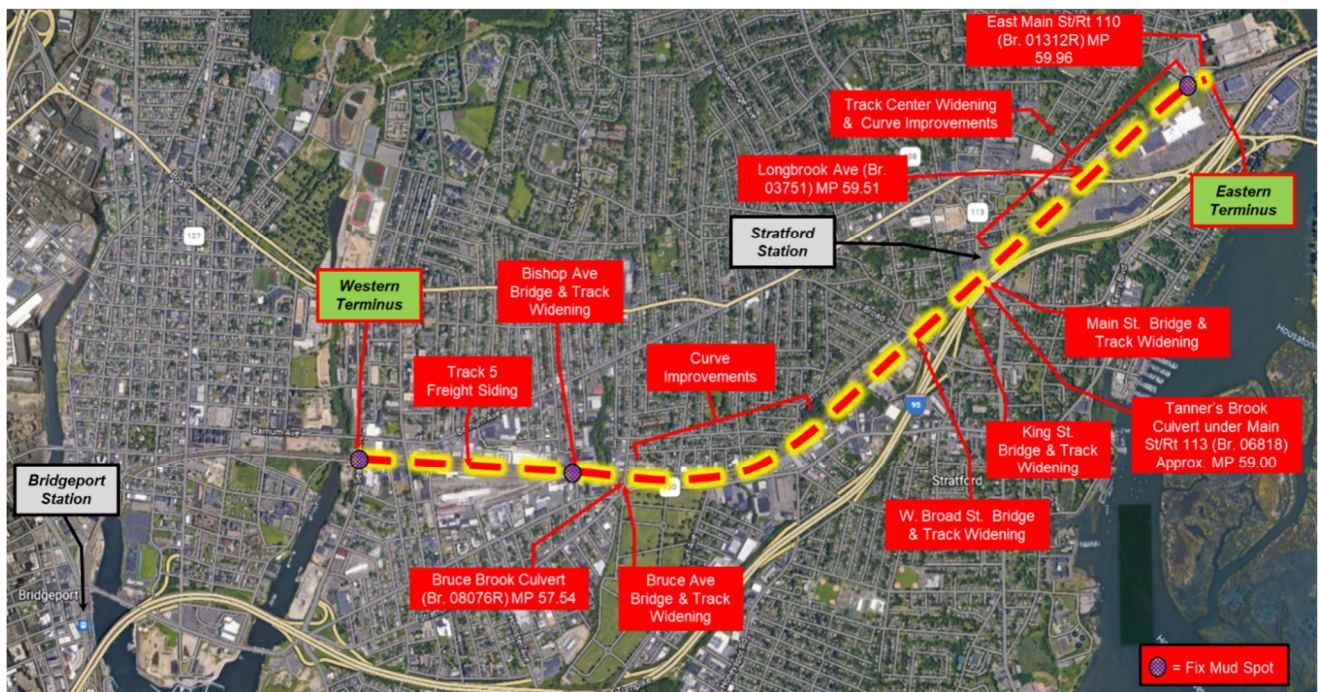 East Main St/Rt 110
(Br. 01312R) MP
59.96
Track Center Widening
& Curve Improvements
Longbrook Ave (Br.
03751) MP 59.51
113
Eastern
Terminus
Stratford
Station
127
Western
Terminus
Bishop Ave
Bridge & Track
Widening
Main St. Bridge &
Track Widening
Curve
Improvements
Track 5
Freight Siding
95
Barnum Ave
King St.
Bridge & Track
Widening
Tanner's Brook
Culvert under Main
St/Rt 113 (Br. 06818)
Approx. MP 59.00
Bridgeport
Station
Stratford
W. Broad St. Bridge
& Track Widening
Bruce Brook Culvert
(Br. 08076R) MP 57.54
Bruce Ave
Bridge & Track
Widening
Bridgeport
= Fix Mud Spot